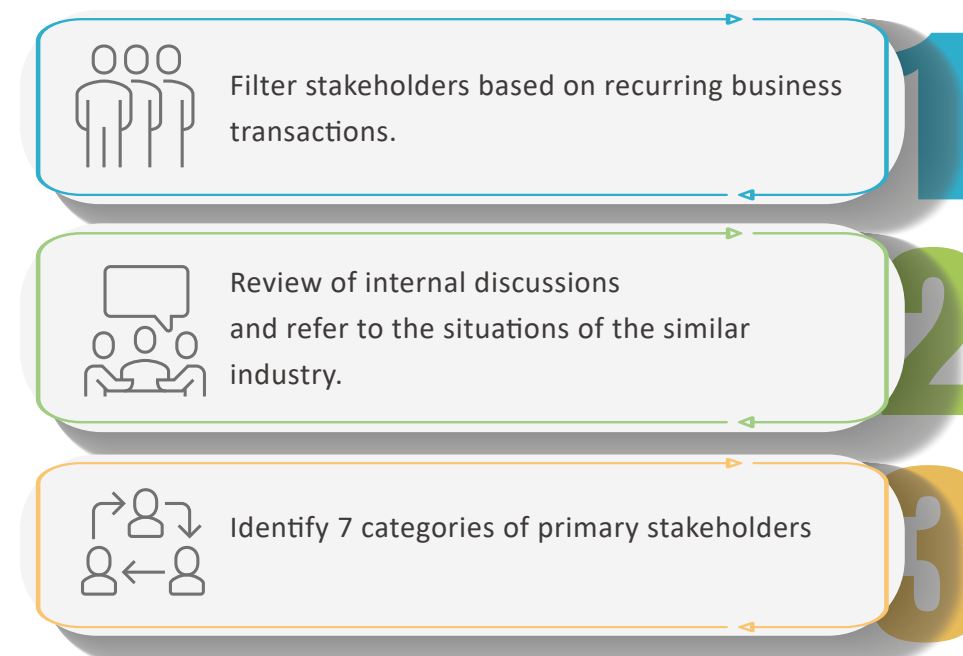 Filter stakeholders based on recurring business
transactions.
1
Review of internal discussions
and refer to the situations of the similar
industry.
2
Identify 7 categories of primary stakeholders
3